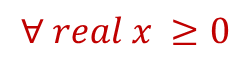 ∀ real x ≥ 0